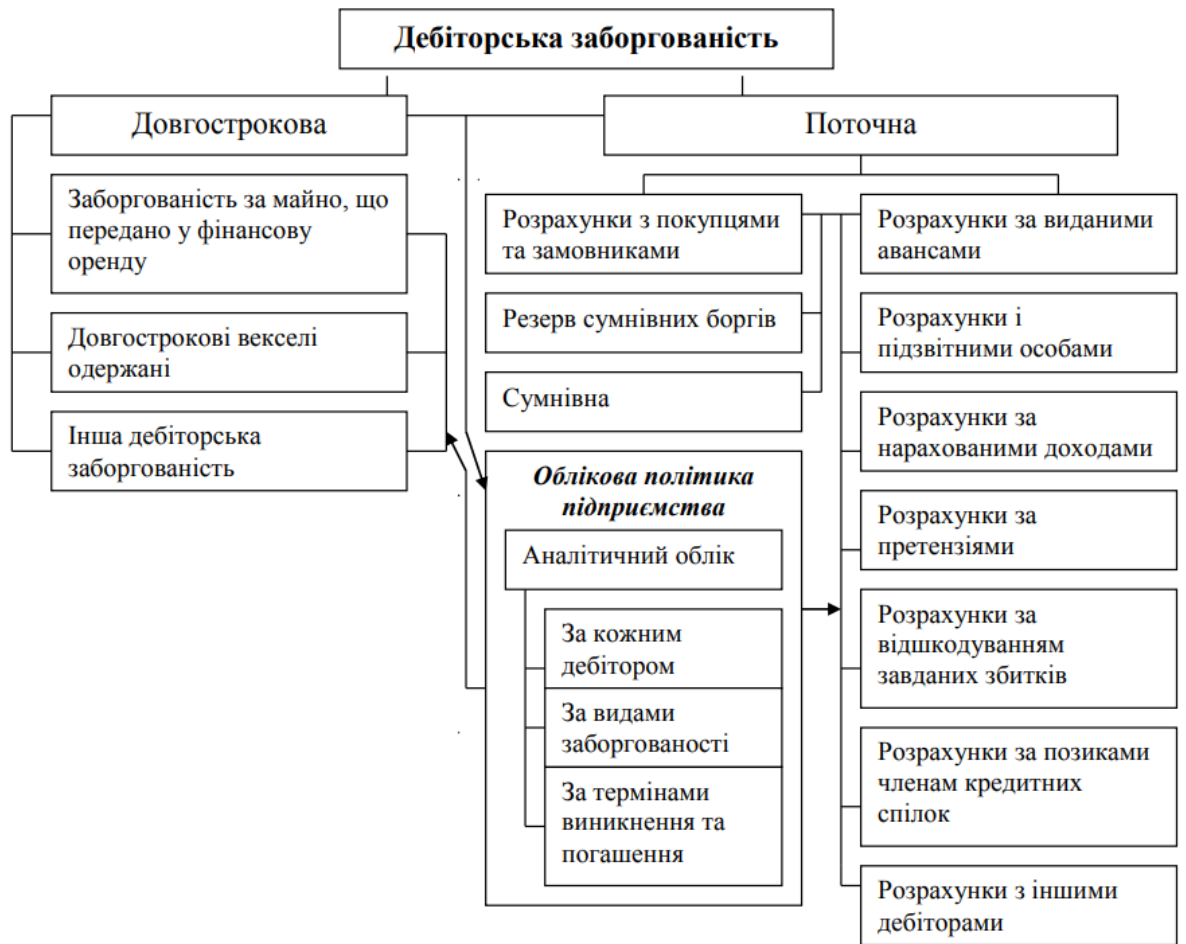 Дебіторська заборгованість
Довгострокова
Заборгованість за майно, що
передано у фінансову
оренду
Довгострокові векселі
одержані
Інша дебіторська
заборгованість
Поточна
Розрахунки з покупцями
та замовниками
Резерв сумнівних боргів
Сумнівна
Облікова політика
підприємства
Аналітичний облік
За кожним
дебітором
За видами
заборгованості
За термінами
виникнення та
погашення
Розрахунки за виданими
авансами
Розрахунки і
підзвітними особами
Розрахунки за
нарахованими доходами
Розрахунки за
претензіями
Розрахунки за
відшкодуванням
завданих збитків
Розрахунки за позиками
членам кредитних
спілок
Розрахунки з іншими
дебіторами